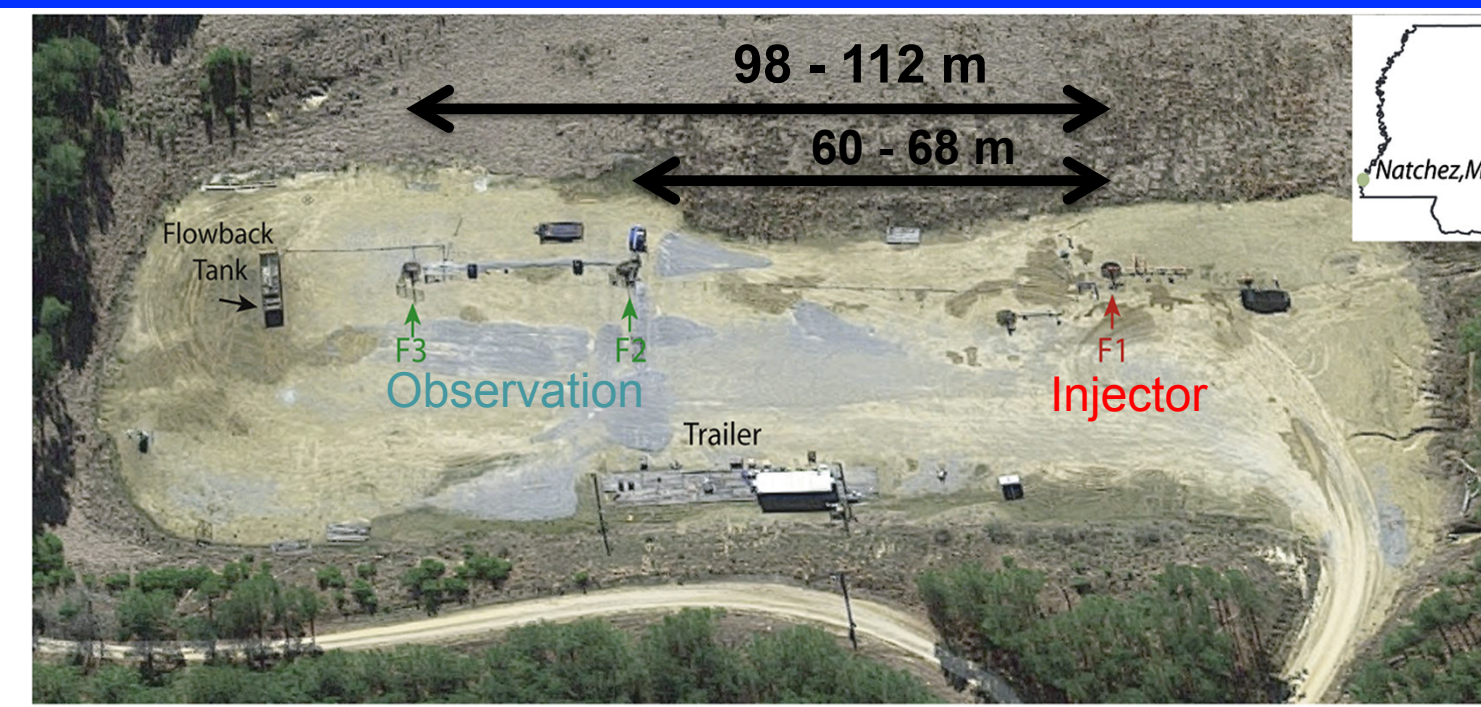 98 - 112 m
60 - 68 m
Natchez,M
Flowback
Tank
F3
F2
F1
Observation
Injector
Trailer